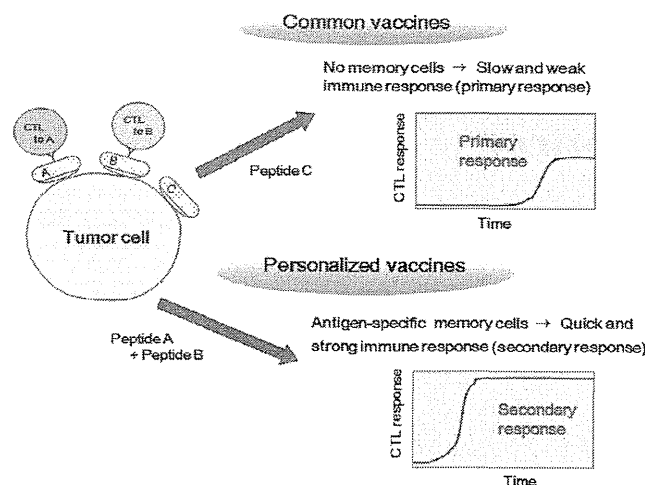 Common vaccines
No memory cells → Slow and weak
immune response (primary response)
CTL
to A
CTL
to B
A
B
C
Peptide C
CTL response
Primary
response
Time
Tumor cell
Personalized vaccines
Peptide A
+ Peptide B
Antigen-specific memory cells → Quick and
strong immune response (secondary response)
CTL response
Secondary
response
Time